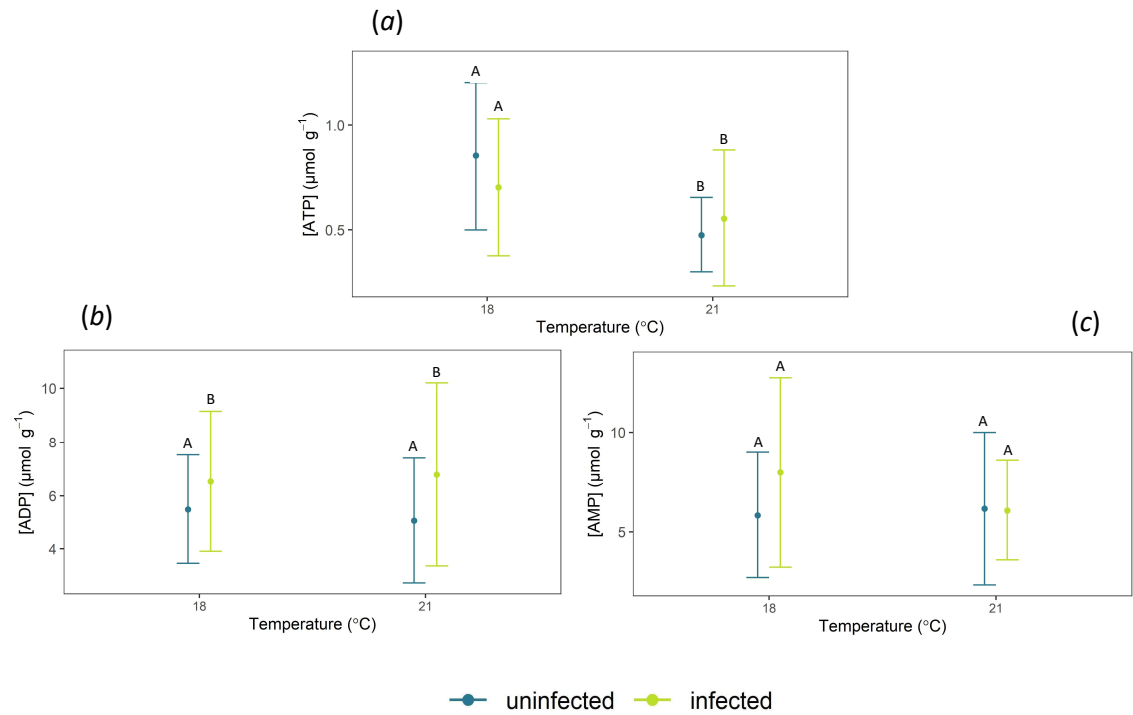 (a)
[ATP] (µmol g⁻¹)
1.0
0.5
A
A
B
B
18
21
Temperature (°C)
(b)
[ADP] (µmol g⁻¹)
10
8
6
4
A
B
A
B
18
21
Temperature (°C)
(c)
[AMP] (µmol g⁻¹)
10
5
A
A
A
A
18
21
Temperature (°C)
uninfected infected